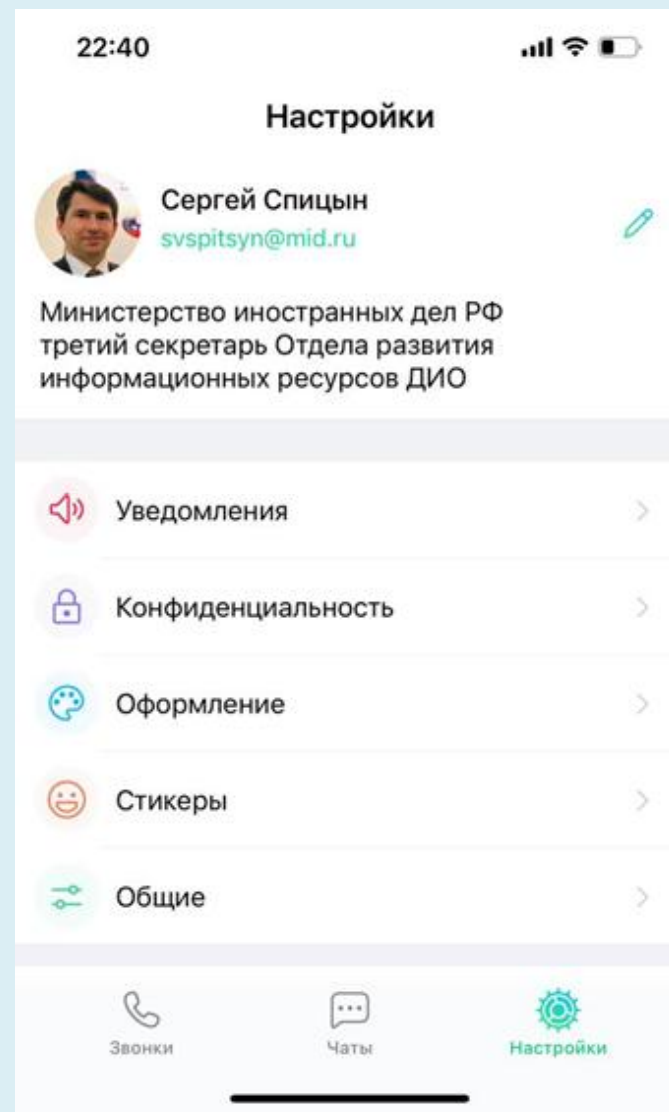 22:40
Настройки
Сергей Спицын
svspitsyn@mid.ru
Министерство иностранных дел РФ
третий секретарь Отдела развития
информационных ресурсов ДИО
Уведомления
Конфиденциальность
Оформление
Стикеры
Общие
Звонки
Чаты
Настройки